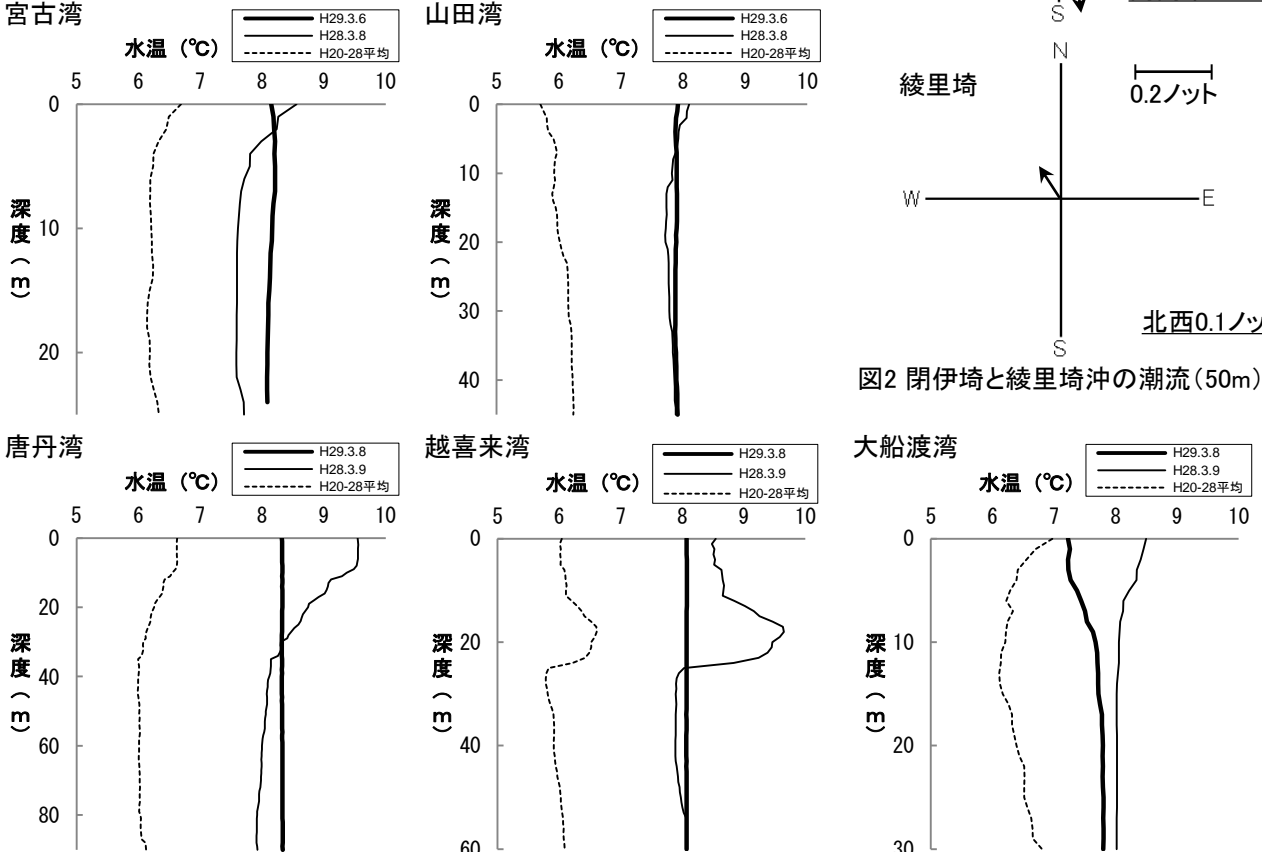 宮古湾
H29.3.6
H28.3.8
H20-28平均
水温 (℃)
5 6 7 8 9 10
0
10
20
深度(m)
山田湾
H29.3.6
H28.3.8
H20-28平均
水温 (℃)
5 6 7 8 9 10
0
10
20
30
40
深度(m)
S
N
綾里埼
0.2ノット
W
E
北西0.1ノッ
S
図2 閉伊埼と綾里埼沖の潮流(50m)
唐丹湾
H29.3.8
H28.3.9
H20-28平均
水温 (℃)
5 6 7 8 9 10
0
20
40
60
80
深度(m)
越喜来湾
H29.3.8
H28.3.9
H20-28平均
水温 (℃)
5 6 7 8 9 10
0
20
40
60
深度(m)
大船渡湾
H29.3.8
H28.3.9
H20-28平均
水温 (℃)
5 6 7 8 9 10
0
10
20
30
深度(m)